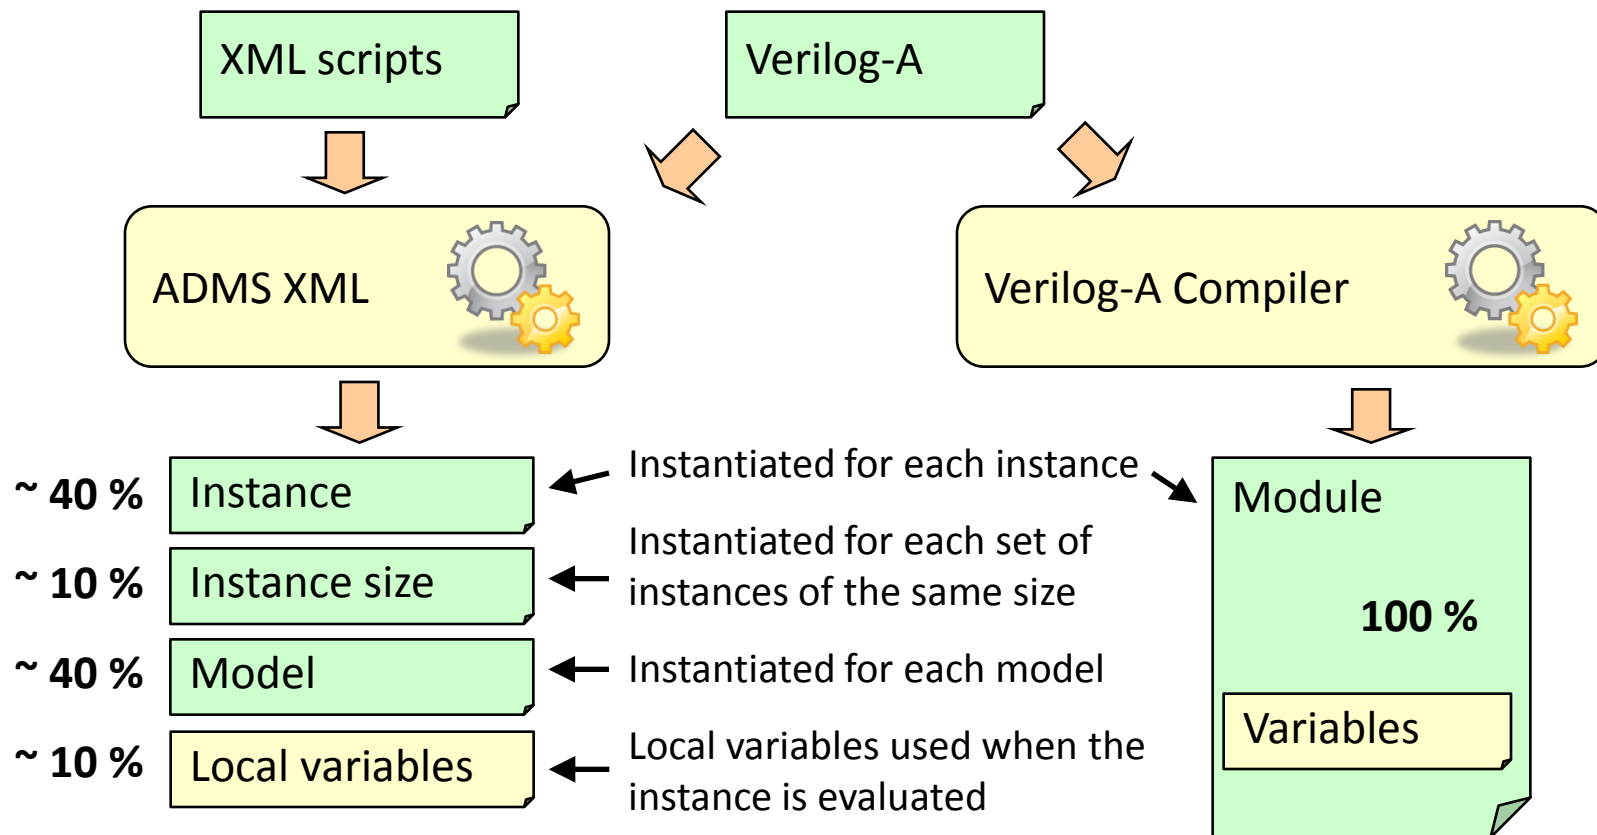 XML scripts
Verilog-A
ADMS XML
Verilog-A Compiler
~ 40 %
Instance
Instantiated for each instance
Module
~ 10 %
Instance size
Instantiated for each set of
instances of the same size
100 %
~ 40 %
Model
Instantiated for each model
Variables
~ 10 %
Local variables
Local variables used when the
instance is evaluated